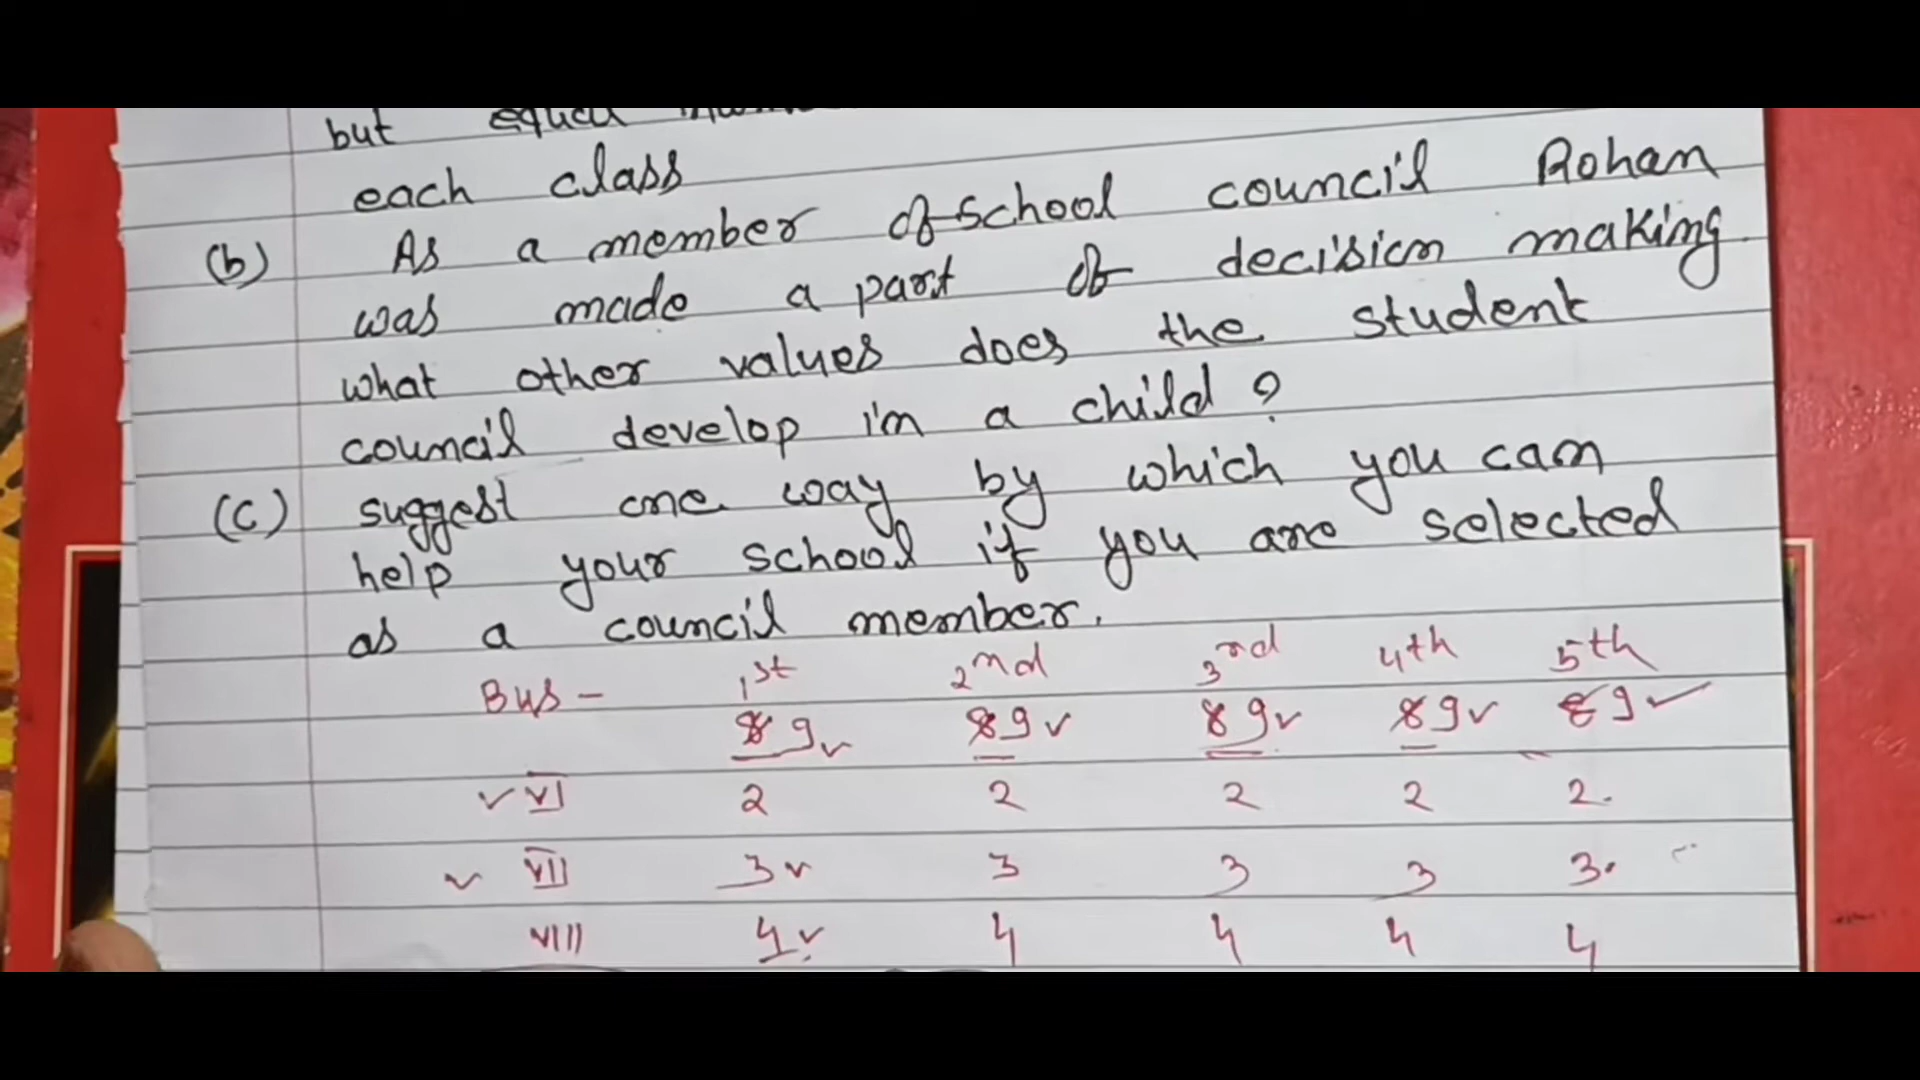 but equal
each class
(b) As a member of school council Rohan
was made a part of decision making
what other values does the student
council develop in a child?
(c) suggest one way by which you can
help your school if you are selected
as a council member.
Bus - 1st 2nd 3rd 4th 5th
8 9 8 9 8 9 8 9 8 9
VI 2 2 2 2 2.
VII 3 3 3 3 3.
VIII 4 4 4 4 4